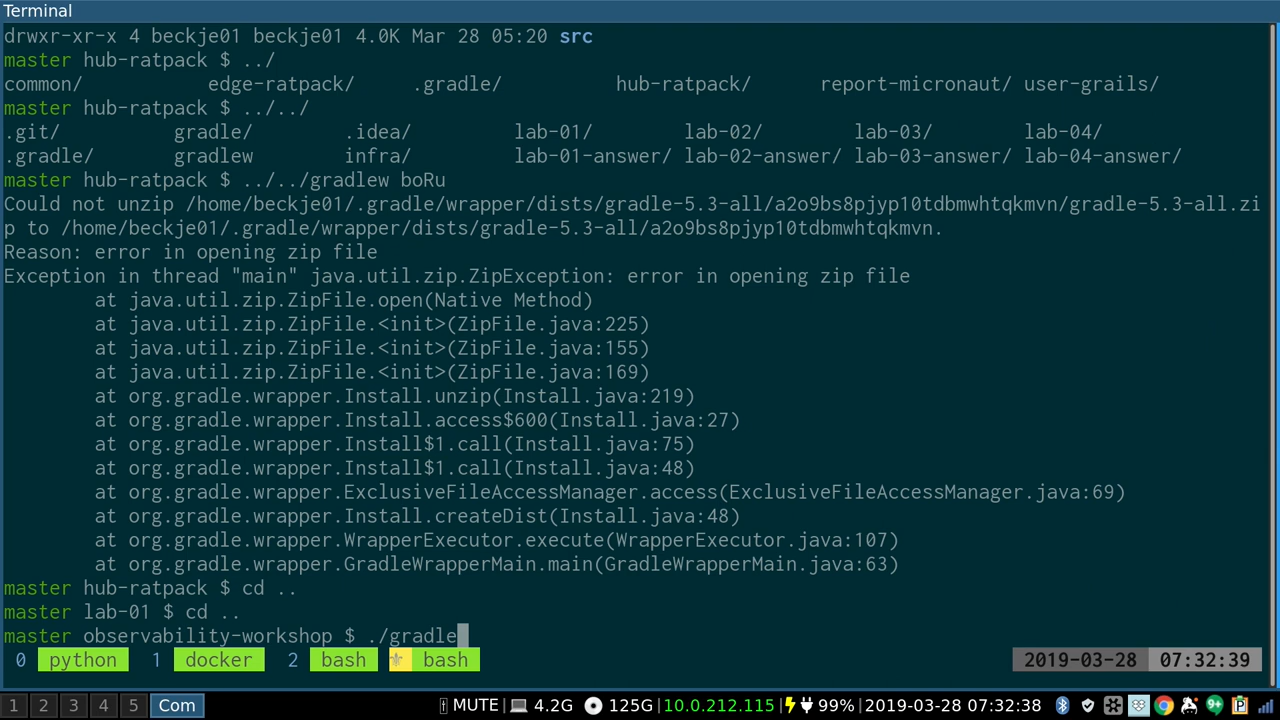 Terminal
drwxr-xr-x 4 beckje01 beckje01 4.0K Mar 28 05:20 src
master hub-ratpack $ ../
common/ edge-ratpack/ .gradle/ hub-ratpack/ report-micronaut/ user-grails/
master hub-ratpack $ ../../
.git/ gradle/ .idea/ lab-01/ lab-02/ lab-03/ lab-04/
.gradle/ gradlew infra/ lab-01-answer/ lab-02-answer/ lab-03-answer/ lab-04-answer/
master hub-ratpack $ ../../gradlew boRu
Could not unzip /home/beckje01/.gradle/wrapper/dists/gradle-5.3-all/a2o9bs8pjyp10tdbmwhtqkmvn/gradle-5.3-all.zi
p to /home/beckje01/.gradle/wrapper/dists/gradle-5.3-all/a2o9bs8pjyp10tdbmwhtqkmvn.
Reason: error in opening zip file
Exception in thread "main" java.util.zip.ZipException: error in opening zip file
at java.util.zip.ZipFile.open(Native Method)
at java.util.zip.ZipFile.<init>(ZipFile.java:225)
at java.util.zip.ZipFile.<init>(ZipFile.java:155)
at java.util.zip.ZipFile.<init>(ZipFile.java:169)
at org.gradle.wrapper.Install.unzip(Install.java:219)
at org.gradle.wrapper.Install.access$600(Install.java:27)
at org.gradle.wrapper.Install$1.call(Install.java:75)
at org.gradle.wrapper.Install$1.call(Install.java:48)
at org.gradle.wrapper.ExclusiveFileAccessManager.access(ExclusiveFileAccessManager.java:69)
at org.gradle.wrapper.Install.createDist(Install.java:48)
at org.gradle.wrapper.WrapperExecutor.execute(WrapperExecutor.java:107)
at org.gradle.wrapper.GradleWrapperMain.main(GradleWrapperMain.java:63)
master hub-ratpack $ cd ..
master lab-01 $ cd ..
master observability-workshop $ ./gradle
0 python 1 docker 2 bash bash 2019-03-28 07:32:39
1 2 3 4 5 Com MUTE 4.2G 125G|10.0.212.115| 99%|2019-03-28 07:32:38